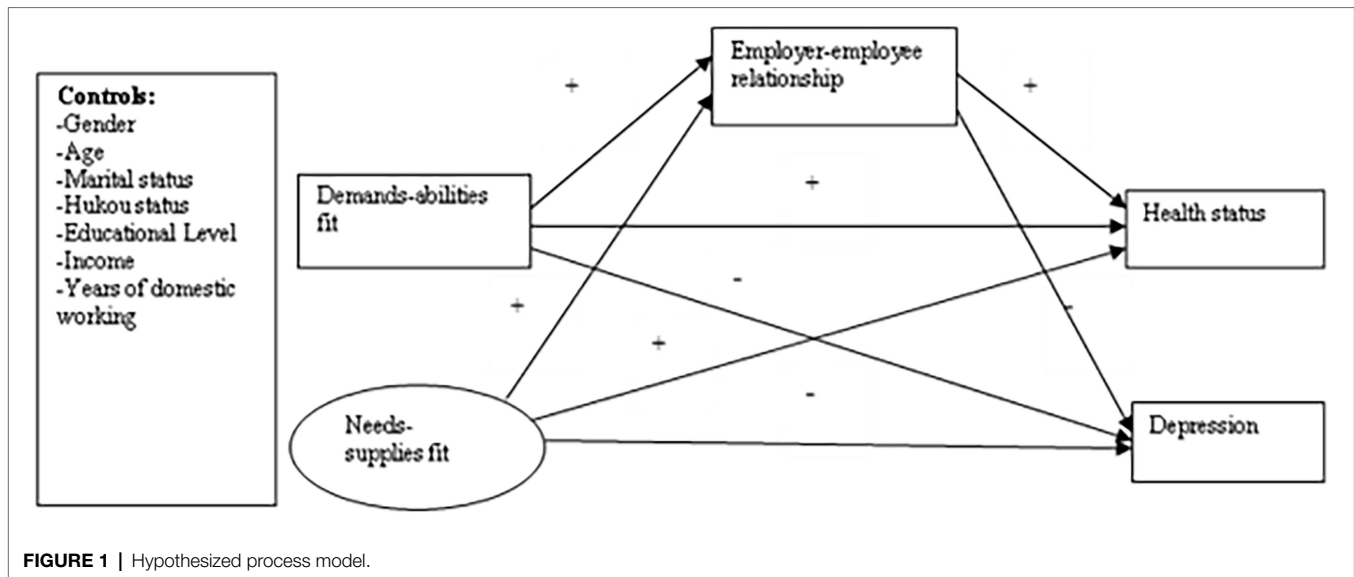 Controls:
-Gender
-Age
-Marital status
-Hukou status
-Educational Level
-Income
-Years of domestic
working
Demands-abilities
fit
Needs-
supplies fit
Employer-employee
relationship
Health status
Depression
+
+
+
-
+
-
+
-
FIGURE 1 | Hypothesized process model.